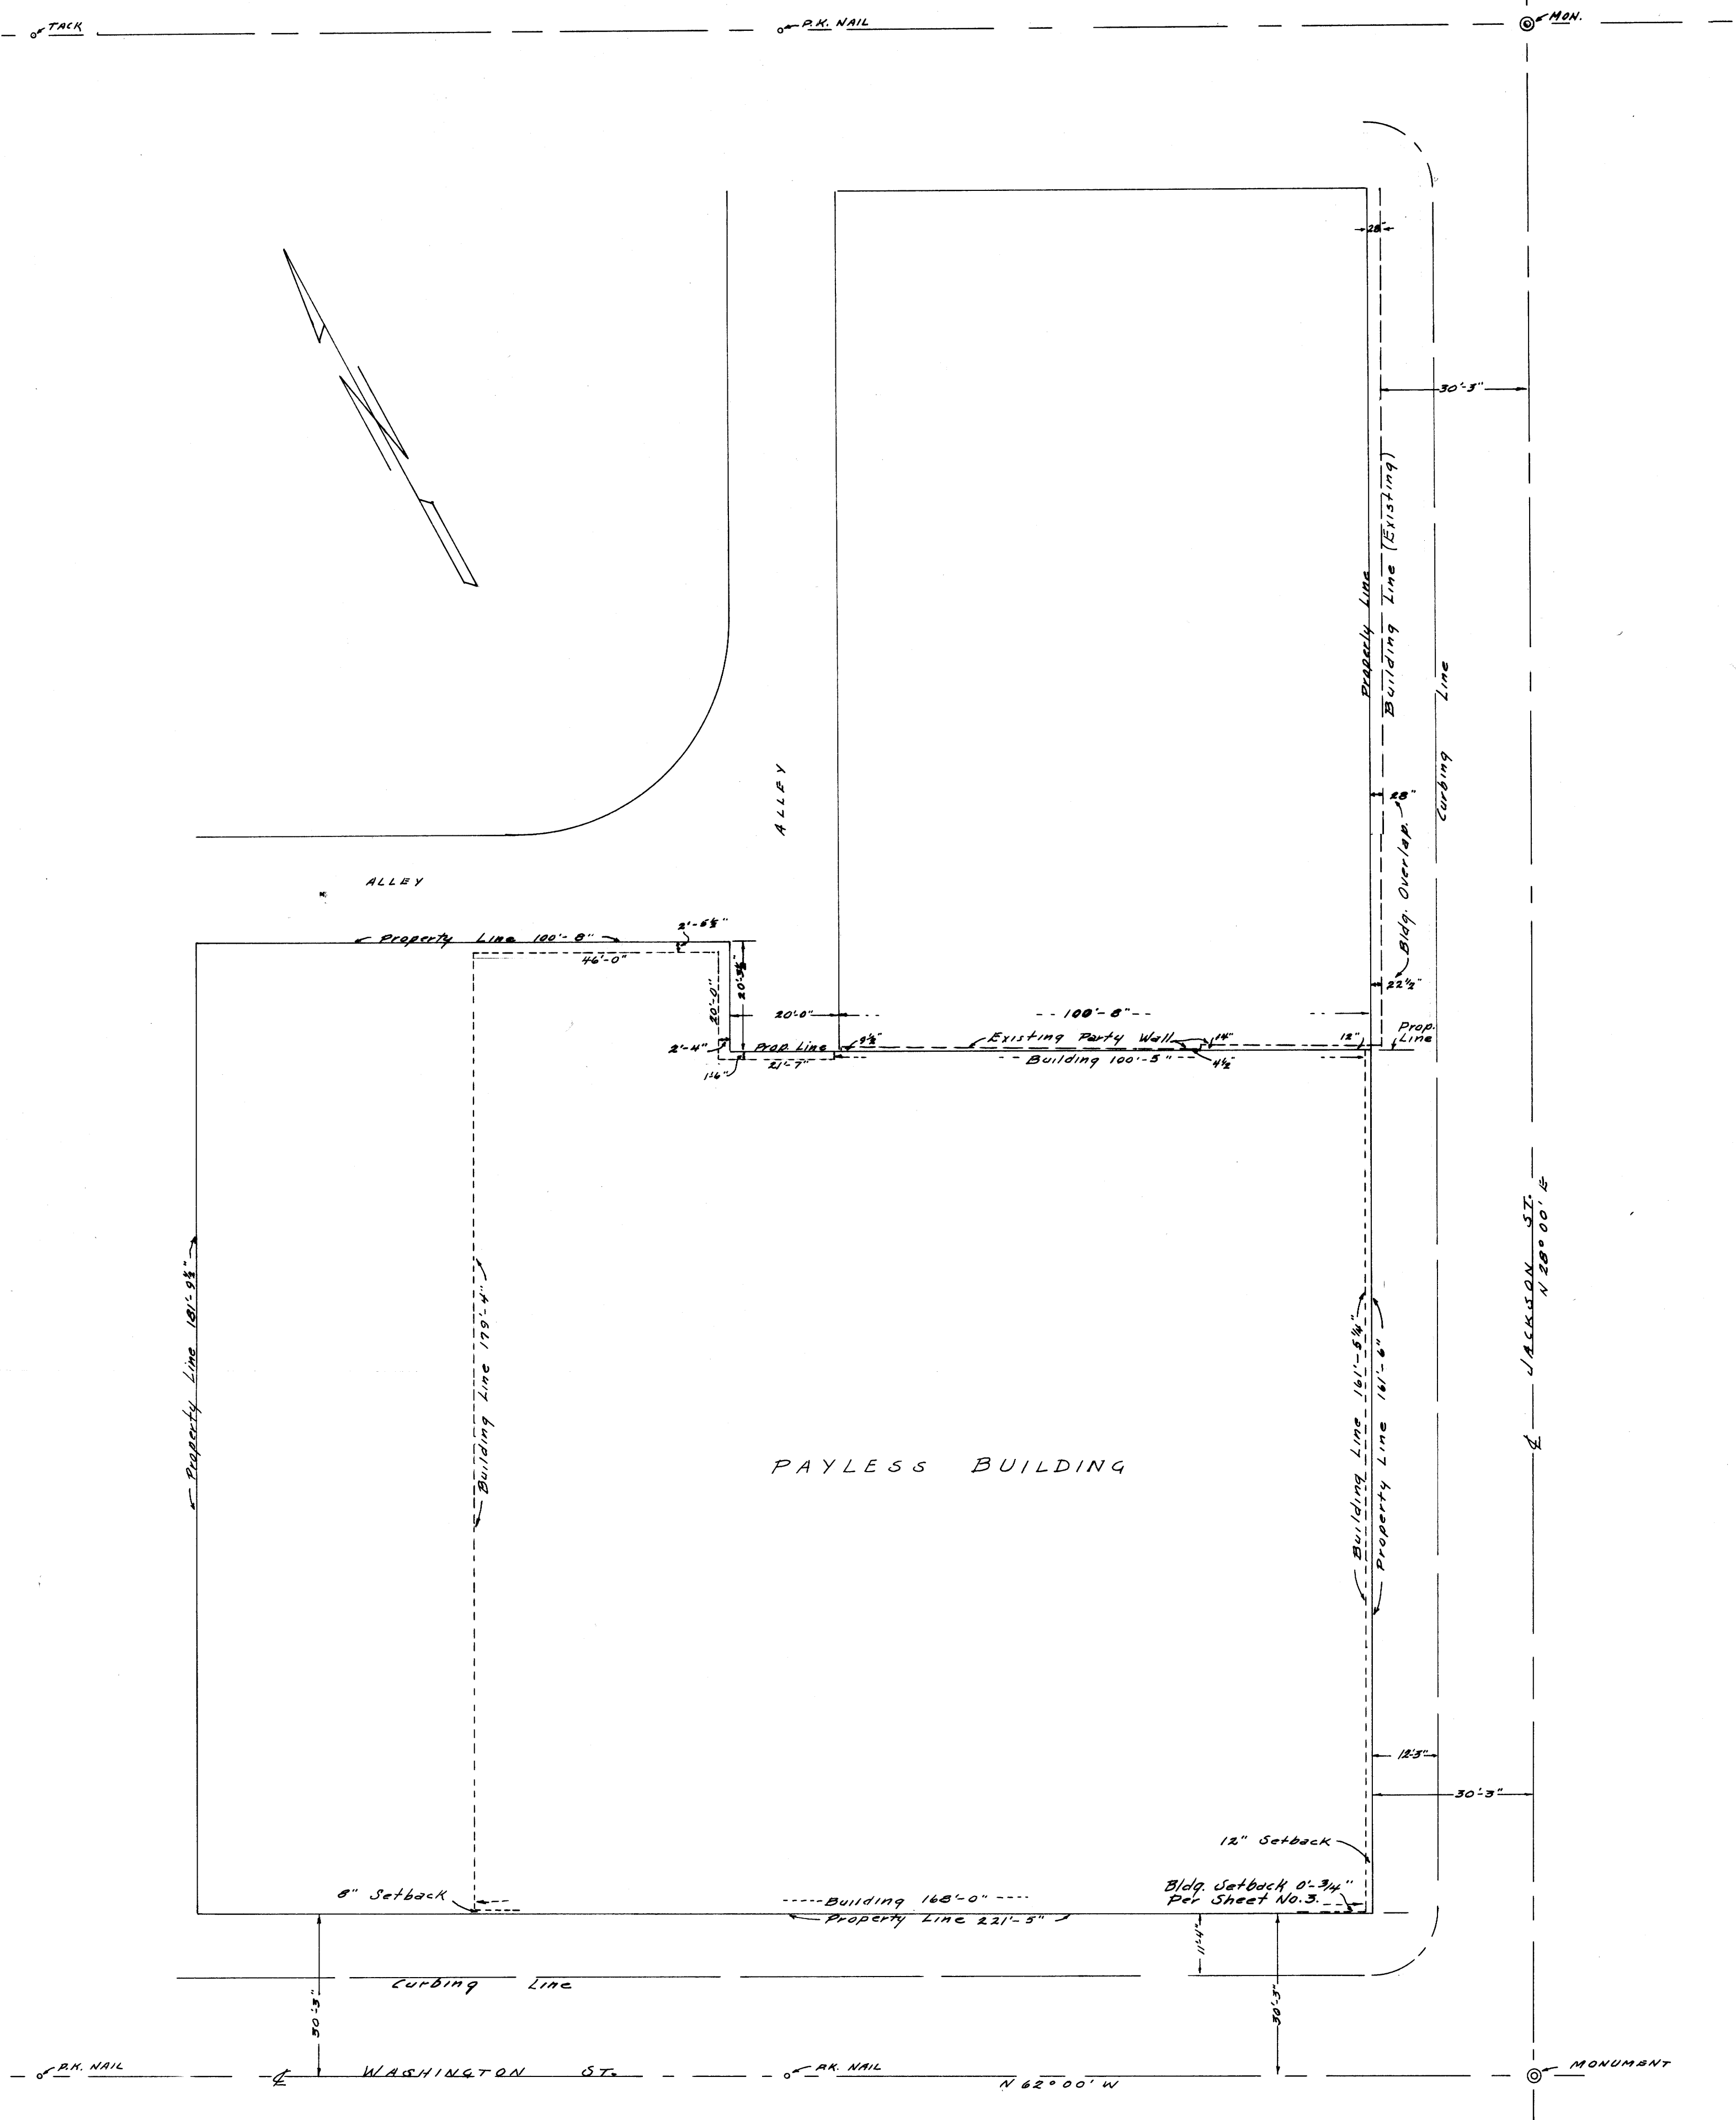 TACK
P.K. NAIL
MON.
28"
30'-3"
Property Line
Building Line (Existing)
Curbing Line
ALLEY
28"
Bldg. Overlap.
22½"
ALLEY
Property Line 100'-8"
46'-0"
20'-0"
20'-0"
100'-8"
2'-4"
Prop. Line
9½"
Existing Party Wall
14"
12"
Prop.
Line
1'-6"
21'-7"
Building 100'-5"
4½"
JACKSON ST.
N 28° 00' E
Property Line 181'-9½"
Building Line 179'-4"
Building Line 161'-5¼"
Property Line 161'-6"
PAYLESS BUILDING
12'-3"
30'-3"
12" Setback
8" Setback
Building 168'-0"
Bldg. Setback 0'-¾"
Per Sheet No.3.
Property Line 221'-5"
11'-4"
Curbing Line
30'-3"
30'-3"
P.K. NAIL
℄
WASHINGTON ST.
P.K. NAIL
N 62° 00' W
MONUMENT
℄